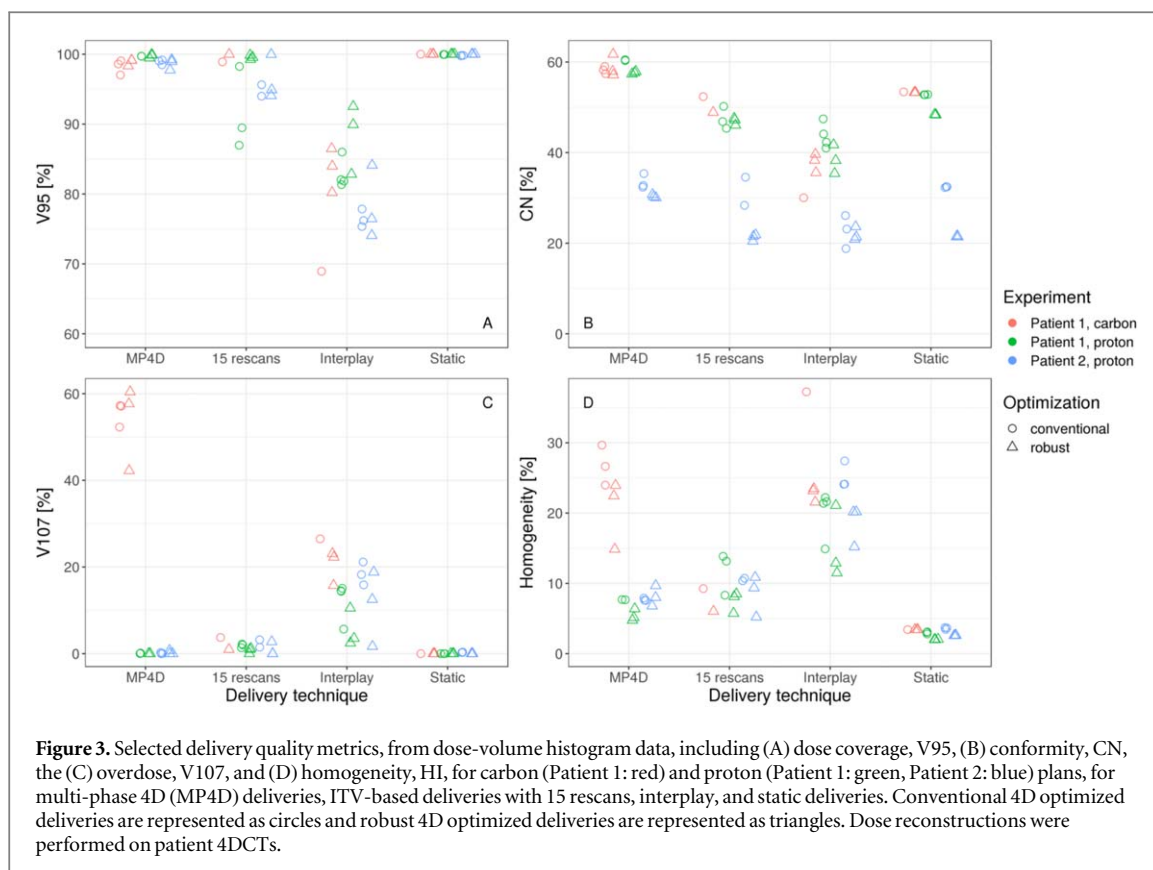 100
90
80
70
60
V95 [%]
A
MP4D 15 rescans Interplay Static
60
40
20
0
CN [%]
B
MP4D 15 rescans Interplay Static
Experiment
Patient 1, carbon
Patient 1, proton
Patient 2, proton
Optimization
conventional
robust
60
40
20
0
V107 [%]
C
MP4D 15 rescans Interplay Static
Delivery technique
30
20
10
0
Homogeneity [%]
D
MP4D 15 rescans Interplay Static
Delivery technique
Figure 3. Selected delivery quality metrics, from dose-volume histogram data, including (A) dose coverage, V95, (B) conformity, CN,
the (C) overdose, V107, and (D) homogeneity, HI, for carbon (Patient 1: red) and proton (Patient 1: green, Patient 2: blue) plans, for
multi-phase 4D (MP4D) deliveries, ITV-based deliveries with 15 rescans, interplay, and static deliveries. Conventional 4D optimized
deliveries are represented as circles and robust 4D optimized deliveries are represented as triangles. Dose reconstructions were
performed on patient 4DCTs.